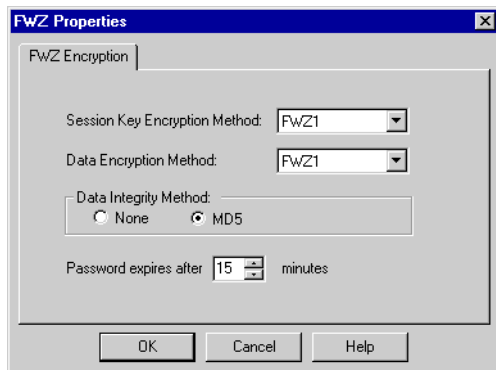 FWZ Properties
FWZ Encryption
Session Key Encryption Method: FWZ1
Data Encryption Method: FWZ1
Data Integrity Method:
None MD5
Password expires after 15 minutes
OK Cancel Help